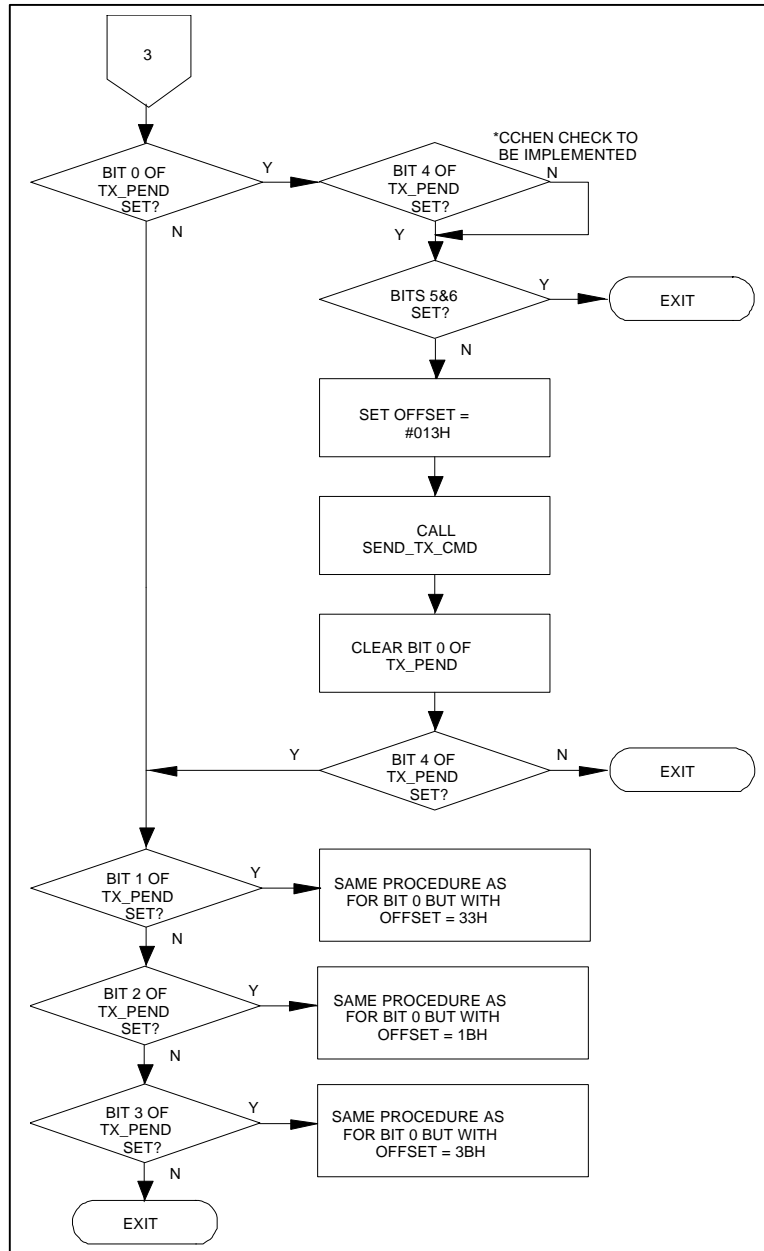 3
BIT 0 OF
TX_PEND
SET?
Y
N
BIT 4 OF
TX_PEND
SET?
*CCHEN CHECK TO
BE IMPLEMENTED
N
Y
BITS 5&6
SET?
Y
EXIT
N
SET OFFSET =
#013H
CALL
SEND_TX_CMD
CLEAR BIT 0 OF
TX_PEND
BIT 4 OF
TX_PEND
SET?
Y
N
EXIT
BIT 1 OF
TX_PEND
SET?
Y
SAME PROCEDURE AS
FOR BIT 0 BUT WITH
OFFSET = 33H
N
BIT 2 OF
TX_PEND
SET?
Y
SAME PROCEDURE AS
FOR BIT 0 BUT WITH
OFFSET = 1BH
N
BIT 3 OF
TX_PEND
SET?
Y
SAME PROCEDURE AS
FOR BIT 0 BUT WITH
OFFSET = 3BH
N
EXIT